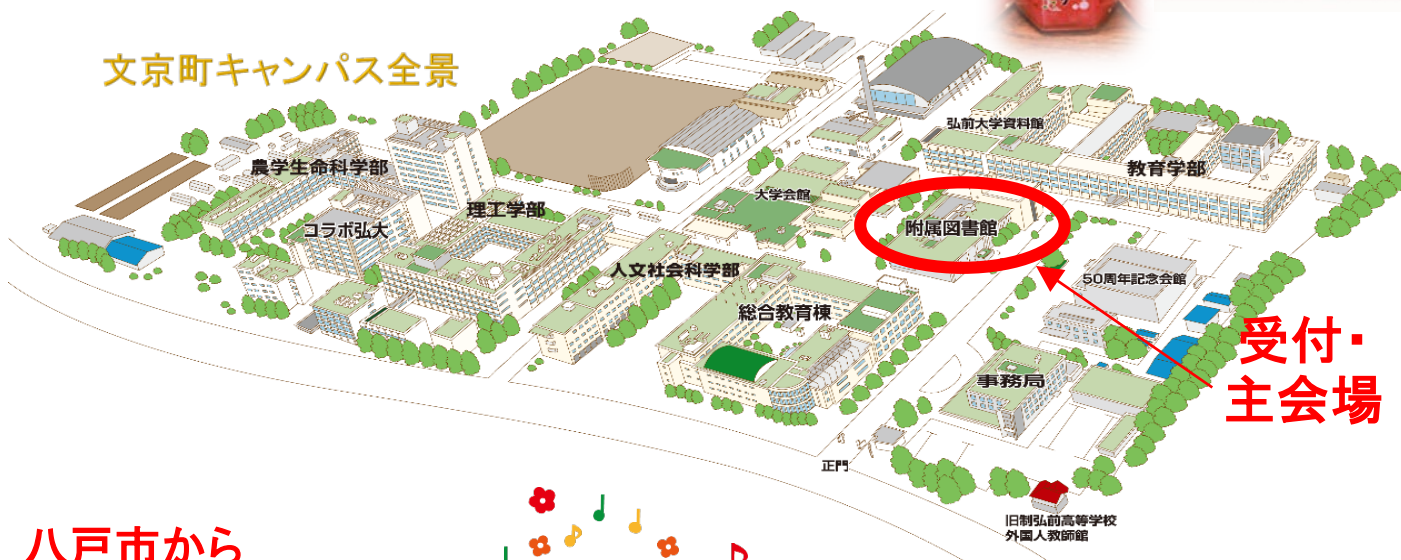 文京町キャンパス全景
弘前大学資料館
農学生命科学部
教育学部
大学会館
理工学部
コラボ弘大
附属図書館
人文社会科学部
50周年記念会館
総合教育棟
受付・
主会場
事務局
正門
旧制弘前高等学校
外国人教師館
八戸市から